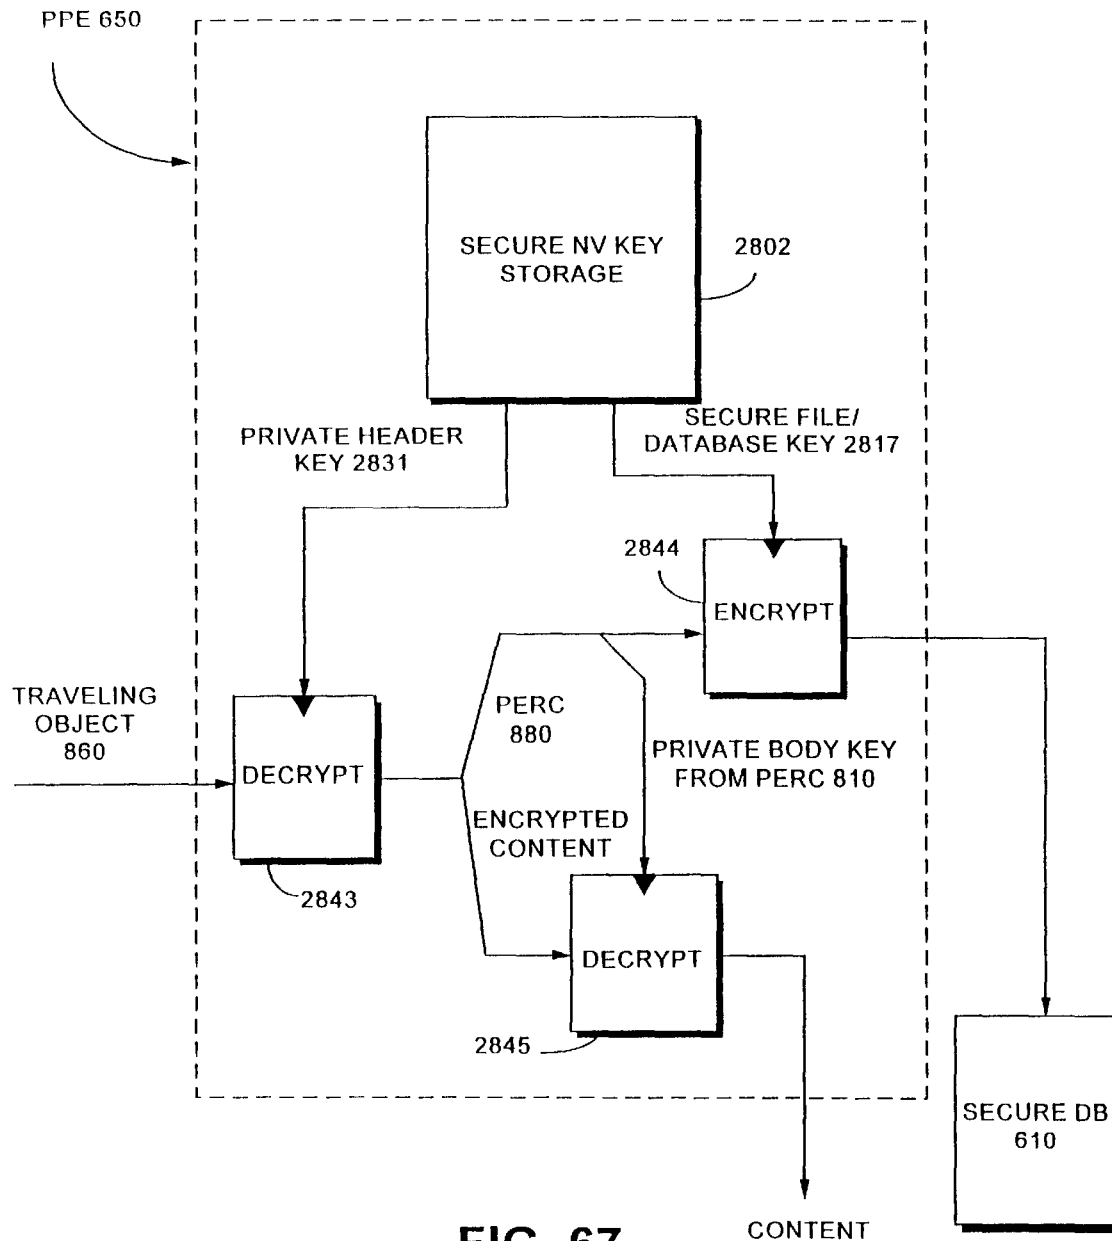 PPE 650
SECURE NV KEY
STORAGE
2802
PRIVATE HEADER
KEY 2831
SECURE FILE/
DATABASE KEY 2817
2844
ENCRYPT
TRAVELING
OBJECT
860
DECRYPT
PERC
880
PRIVATE BODY KEY
FROM PERC 810
ENCRYPTED
CONTENT
2843
DECRYPT
2845
SECURE DB
610
CONTENT
FIG. 67